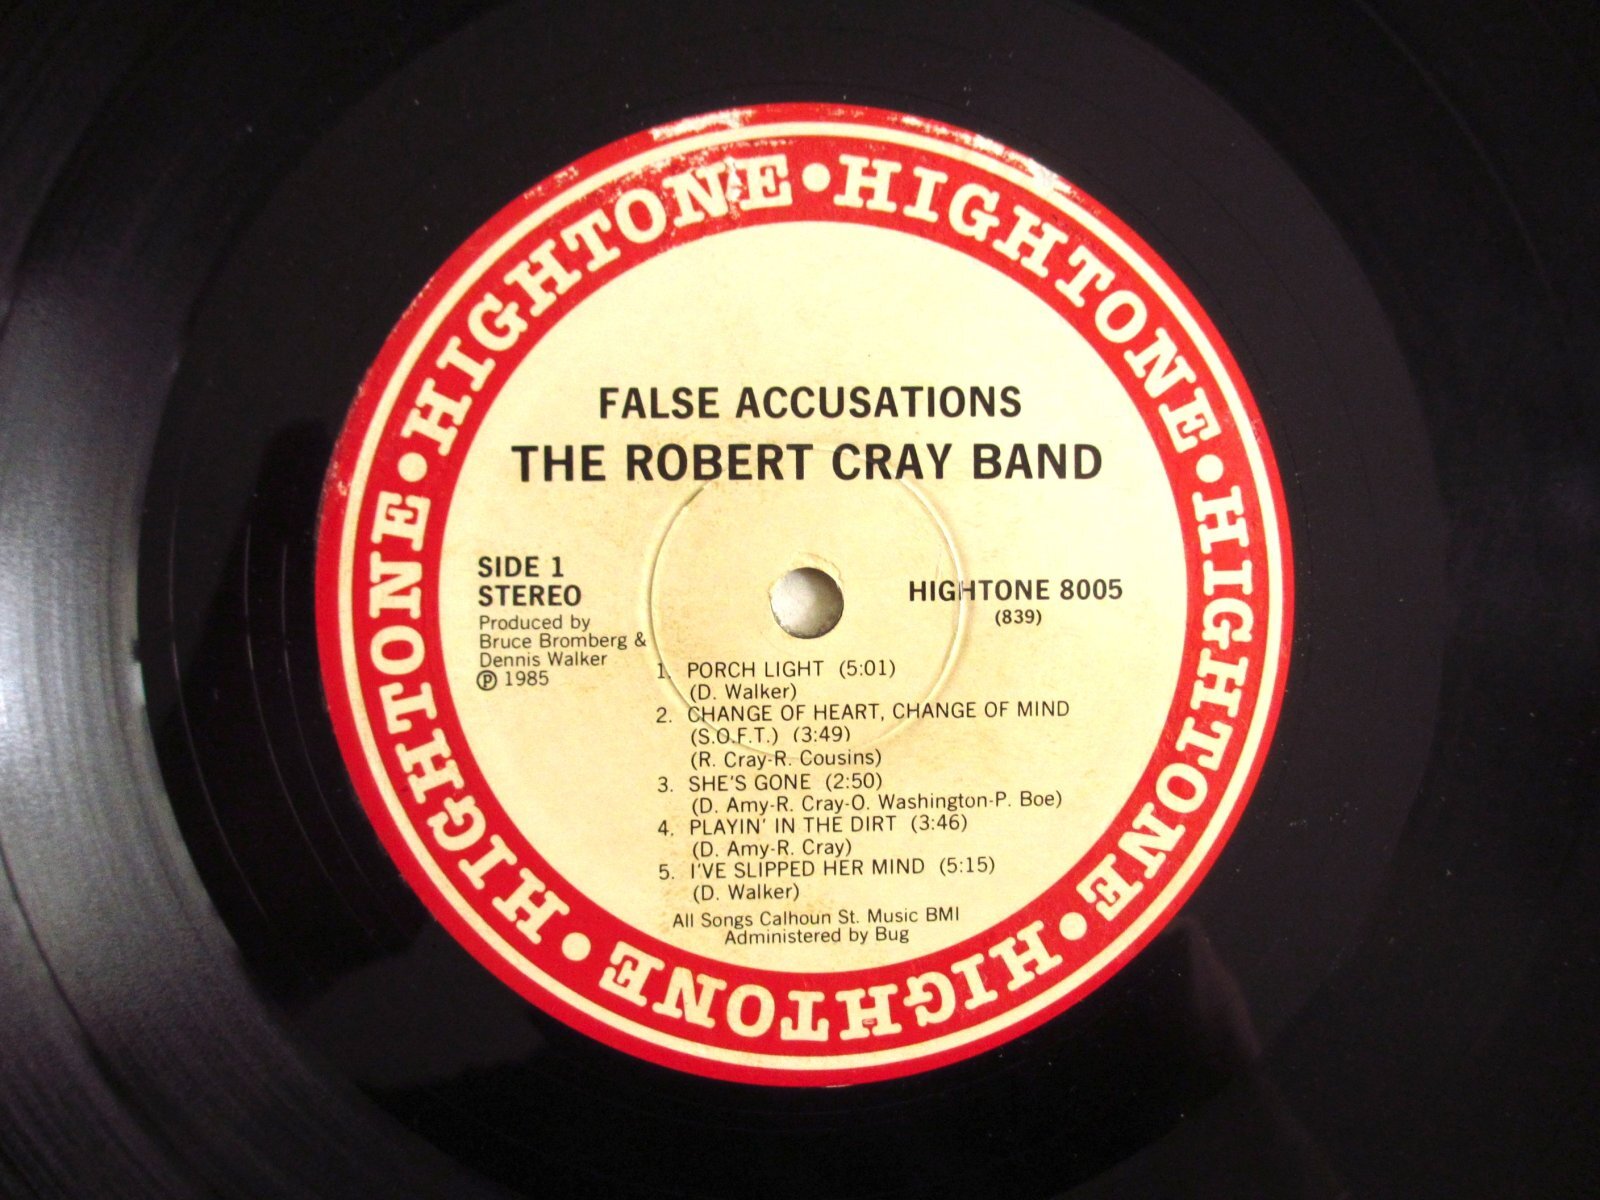 HIGHTONE • HIGHTONE • HIGHTONE • HIGHTONE • HIGHTONE • HIGHTONE •
FALSE ACCUSATIONS
THE ROBERT CRAY BAND
SIDE 1
STEREO
Produced by
Bruce Bromberg &
Dennis Walker
℗ 1985
HIGHTONE 8005
(839)
1. PORCH LIGHT (5:01)
(D. Walker)
2. CHANGE OF HEART, CHANGE OF MIND
(S.O.F.T.) (3:49)
(R. Cray-R. Cousins)
3. SHE'S GONE (2:50)
(D. Amy-R. Cray-O. Washington-P. Boe)
4. PLAYIN' IN THE DIRT (3:46)
(D. Amy-R. Cray)
5. I'VE SLIPPED HER MIND (5:15)
(D. Walker)
All Songs Calhoun St. Music BMI
Administered by Bug